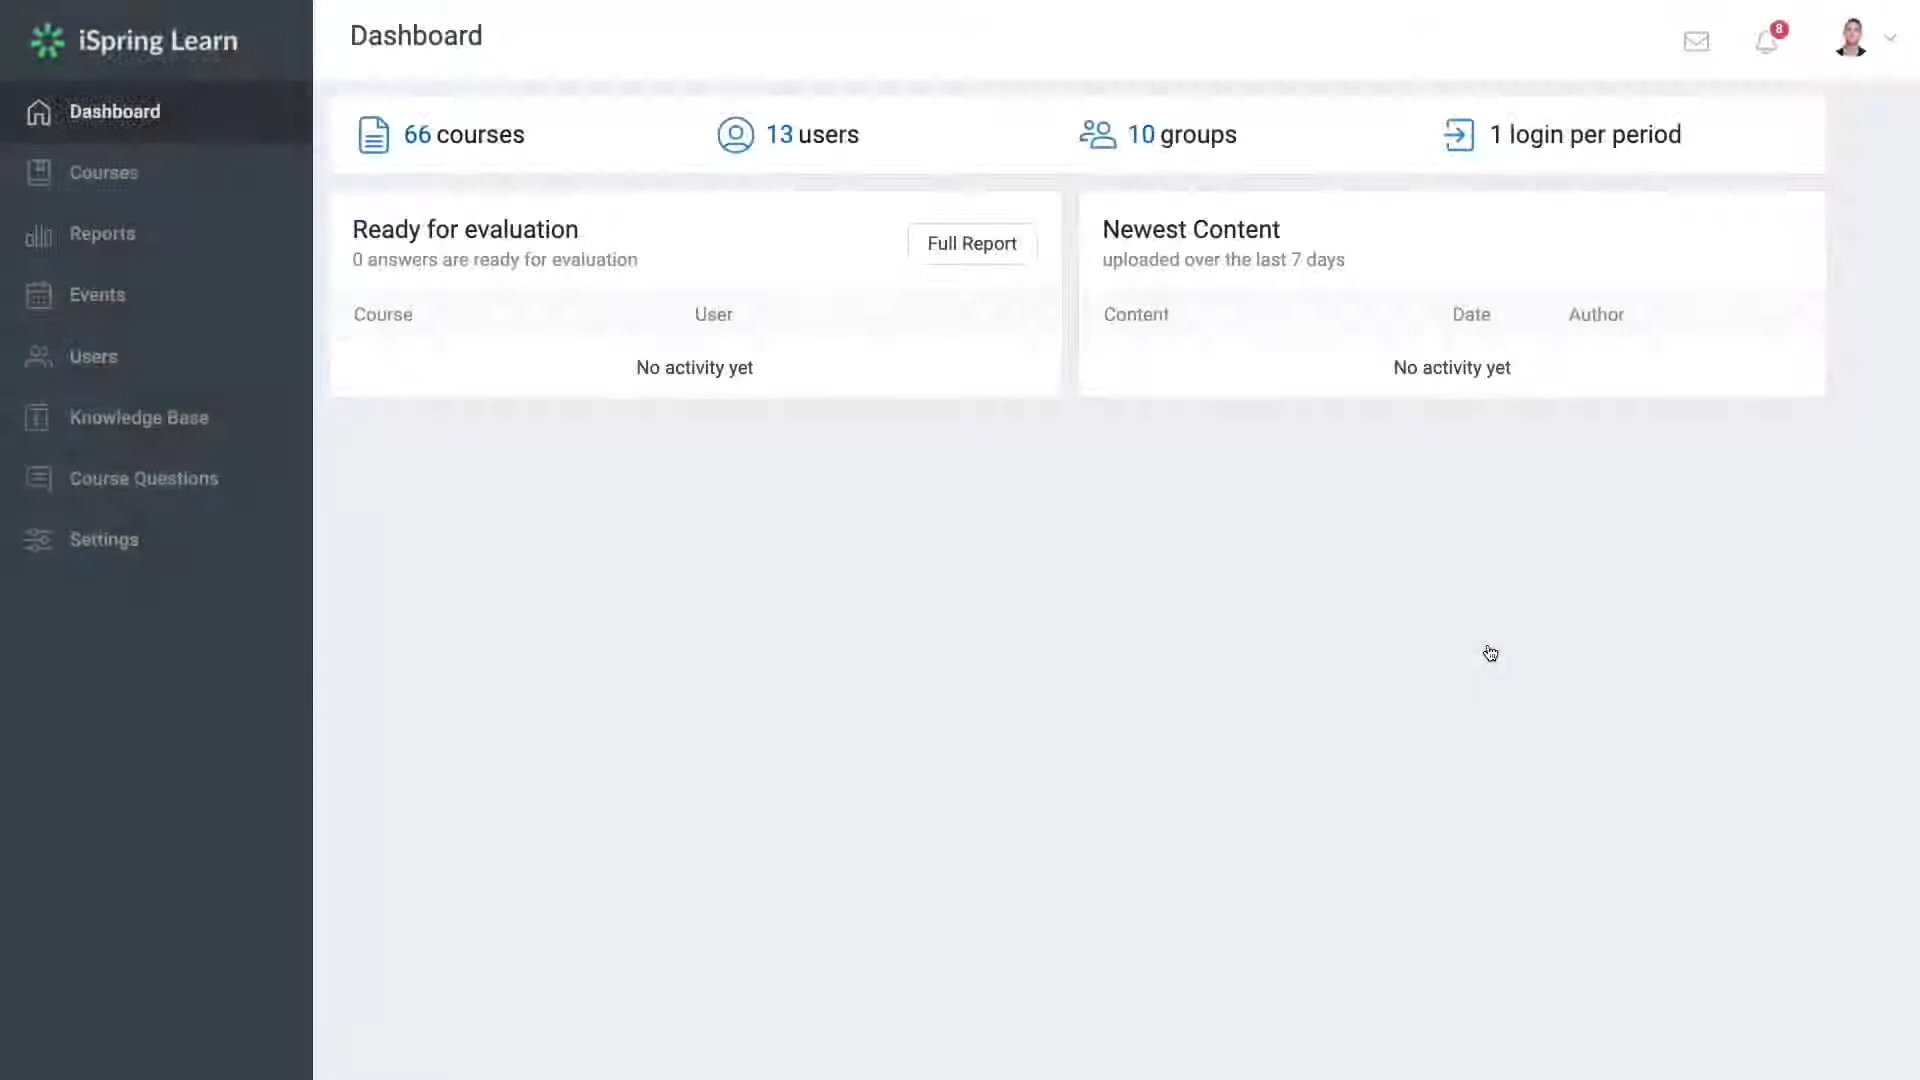 iSpring Learn
Dashboard
8
Dashboard
Courses
Reports
Events
Users
Knowledge Base
Course Questions
Settings
66 courses
13 users
10 groups
1 login per period
Ready for evaluation
0 answers are ready for evaluation
Full Report
Course User
No activity yet
Newest Content
uploaded over the last 7 days
Content Date Author
No activity yet